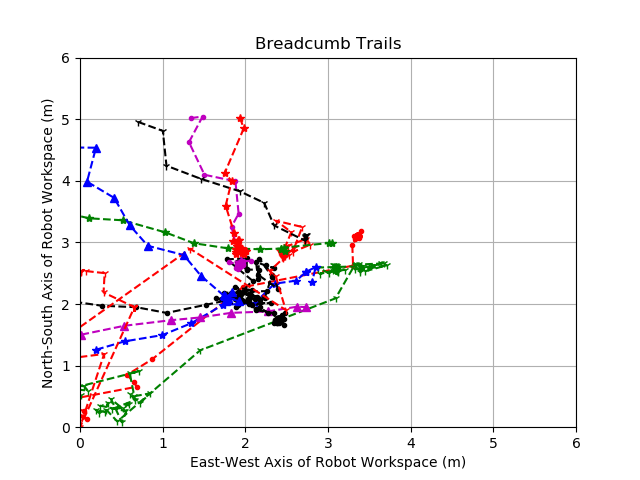 Breadcumb Trails
North-South Axis of Robot Workspace (m)
6
5
4
3
2
1
0
0 1 2 3 4 5 6
East-West Axis of Robot Workspace (m)